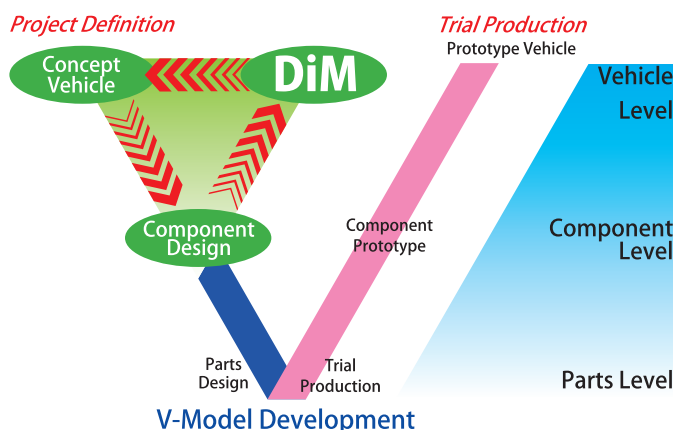 Project Definition
Trial Production
Prototype Vehicle
Concept
Vehicle
DiM
Vehicle
Level
Component
Design
Component
Prototype
Component
Level
Parts
Design
Trial
Production
Parts Level
V-Model Development